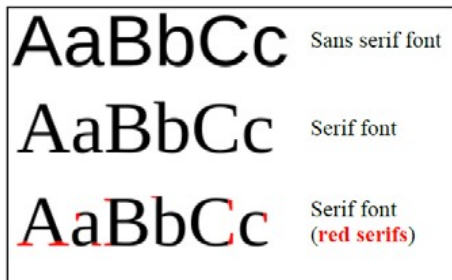 AaBbCc Sans serif font
AaBbCc Serif font
AaBbCc Serif font
(red serifs)